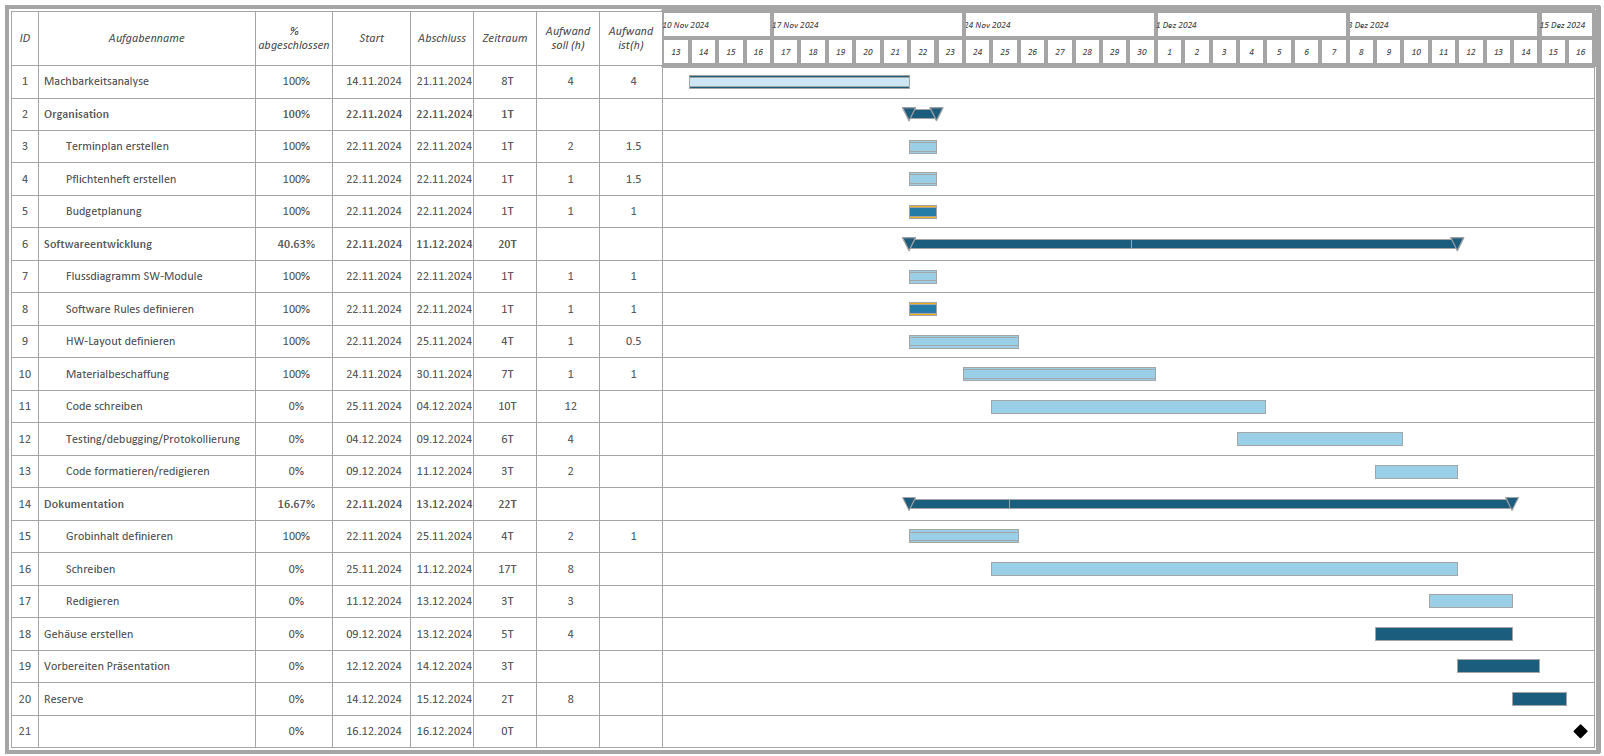 ID Aufgabenname % abgeschlossen Start Abschluss Zeitraum Aufwand soll (h) Aufwand ist(h)
10 Nov 2024 17 Nov 2024 24 Nov 2024 1 Dez 2024 8 Dez 2024 15 Dez 2024
13 14 15 16 17 18 19 20 21 22 23 24 25 26 27 28 29 30 1 2 3 4 5 6 7 8 9 10 11 12 13 14 15 16
1 Machbarkeitsanalyse 100% 14.11.2024 21.11.2024 8T 4 4
2 Organisation 100% 22.11.2024 22.11.2024 1T
3 Terminplan erstellen 100% 22.11.2024 22.11.2024 1T 2 1.5
4 Pflichtenheft erstellen 100% 22.11.2024 22.11.2024 1T 1 1.5
5 Budgetplanung 100% 22.11.2024 22.11.2024 1T 1 1
6 Softwareentwicklung 40.63% 22.11.2024 11.12.2024 20T
7 Flussdiagramm SW-Module 100% 22.11.2024 22.11.2024 1T 1 1
8 Software Rules definieren 100% 22.11.2024 22.11.2024 1T 1 1
9 HW-Layout definieren 100% 22.11.2024 25.11.2024 4T 1 0.5
10 Materialbeschaffung 100% 24.11.2024 30.11.2024 7T 1 1
11 Code schreiben 0% 25.11.2024 04.12.2024 10T 12
12 Testing/debugging/Protokollierung 0% 04.12.2024 09.12.2024 6T 4
13 Code formatieren/redigieren 0% 09.12.2024 11.12.2024 3T 2
14 Dokumentation 16.67% 22.11.2024 13.12.2024 22T
15 Grobinhalt definieren 100% 22.11.2024 25.11.2024 4T 2 1
16 Schreiben 0% 25.11.2024 11.12.2024 17T 8
17 Redigieren 0% 11.12.2024 13.12.2024 3T 3
18 Gehäuse erstellen 0% 09.12.2024 13.12.2024 5T 4
19 Vorbereiten Präsentation 0% 12.12.2024 14.12.2024 3T
20 Reserve 0% 14.12.2024 15.12.2024 2T 8
21 0% 16.12.2024 16.12.2024 0T